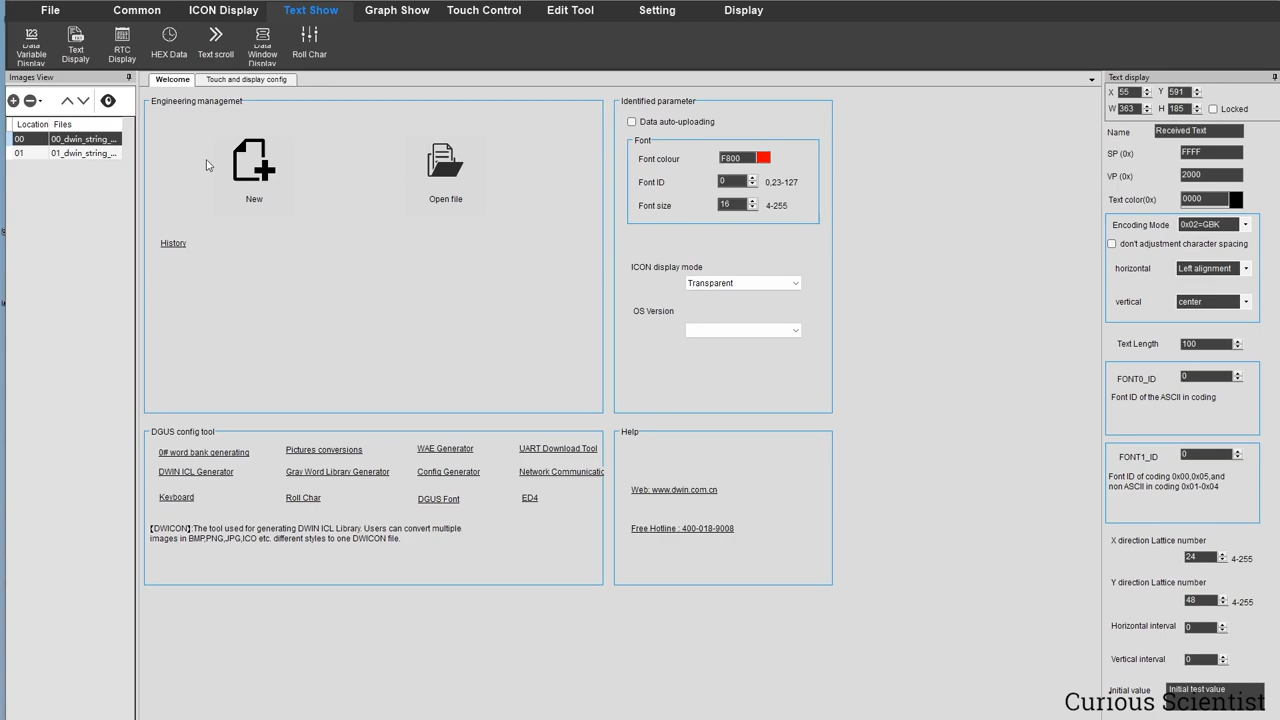 File Common ICON Display Text Show Graph Show Touch Control Edit Tool Setting Display
Data Variable Display
Text Dispaly
RTC Display
HEX Data
Text scroll
Data Window Display
Roll Char
Images View
Location Files
00 00_dwin_string_...
01 01_dwin_string_...
Welcome Touch and display config
Engineering managemet
New
Open file
History
Identified parameter
Data auto-uploading
Font
Font colour F800
Font ID 0 0,23-127
Font size 16 4-255
ICON display mode
Transparent
OS Version
DGUS config tool
0# word bank generating Pictures conversions WAE Generator UART Download Tool
DWIN ICL Generator Gray Word Library Generator Config Generator Network Communicatio
Keyboard Roll Char DGUS Font ED4
【DWICON】:The tool used for generating DWIN ICL Library. Users can convert multiple
images in BMP,PNG,JPG,ICO etc. different styles to one DWICON file.
Help
Web: www.dwin.com.cn
Free Hotline : 400-018-9008
Text display
X 55 Y 591
W 363 H 185 Locked
Name Received Text
SP (0x) FFFF
VP (0x) 2000
Text color(0x) 0000
Encoding Mode 0x02=GBK
don't adjustment character spacing
horizontal Left alignment
vertical center
Text Length 100
FONT0_ID 0
Font ID of the ASCII in coding
FONT1_ID 0
Font ID of coding 0x00,0x05,and
non ASCII in coding 0x01-0x04
X direction Lattice number
24 4-255
Y direction Lattice number
48 4-255
Horizontal interval 0
Vertical interval 0
Initial value Initial test value
Curious Scientist